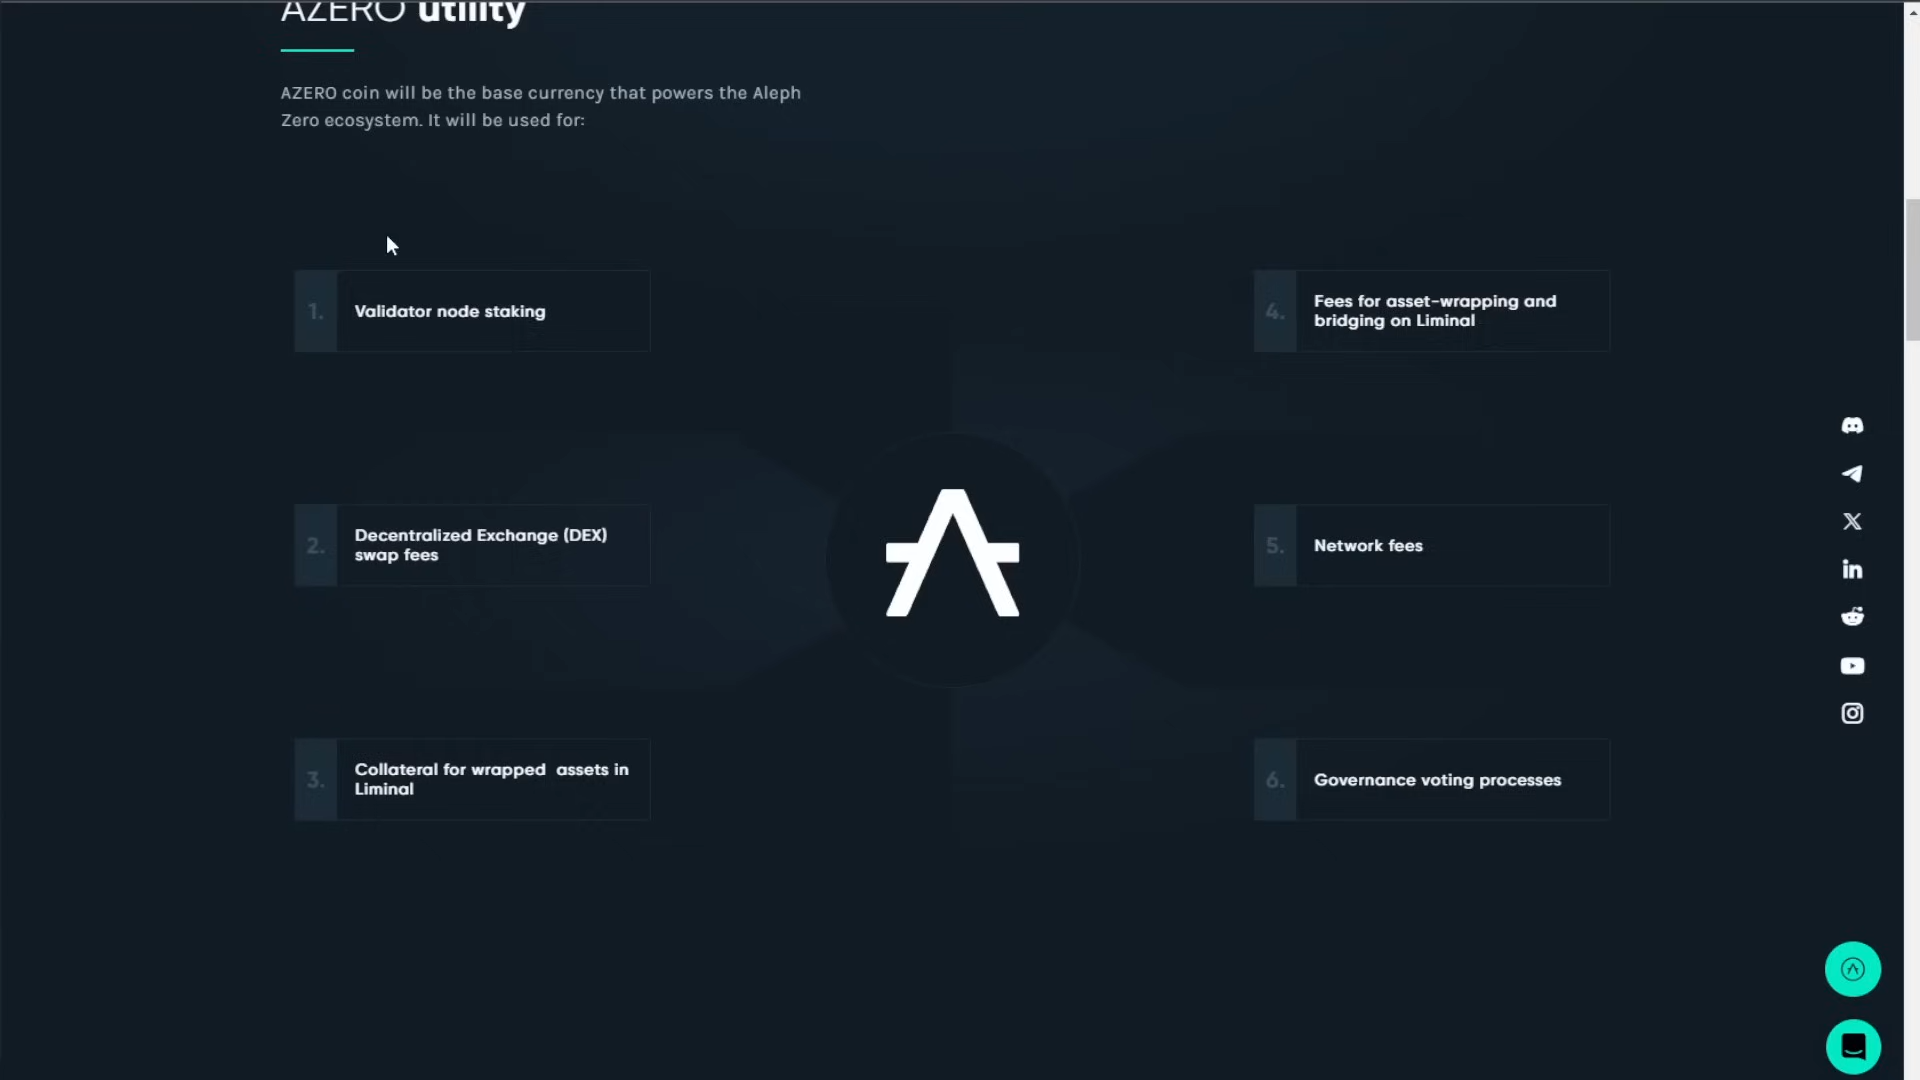 AZERO utility
AZERO coin will be the base currency that powers the Aleph
Zero ecosystem. It will be used for:
1.
Validator node staking
2.
Decentralized Exchange (DEX)
swap fees
3.
Collateral for wrapped  assets in
Liminal
4.
Fees for asset-wrapping and
bridging on Liminal
5.
Network fees
6.
Governance voting processes